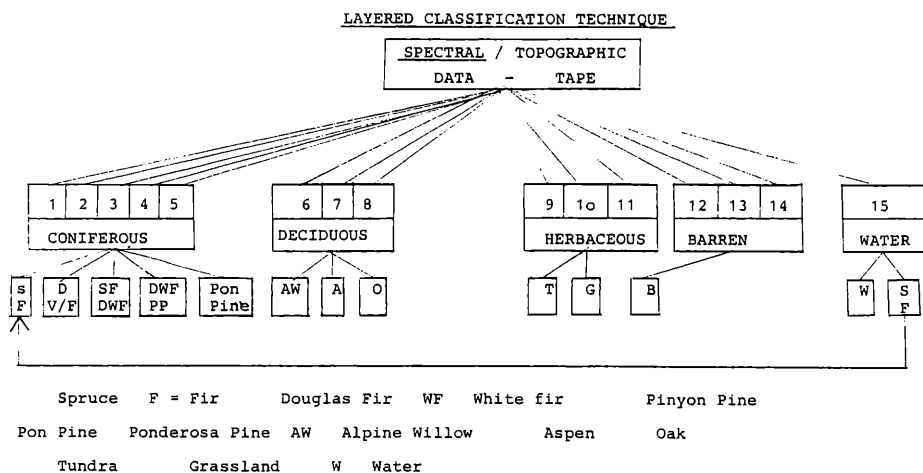 LAYERED CLASSIFICATION TECHNIQUE
SPECTRAL / TOPOGRAPHIC
DATA - TAPE
1 2 3 4 5 6 7 8 9 1o 11 12 13 14 15
CONIFEROUS DECIDUOUS HERBACEOUS BARREN WATER
s D SF DWF Pon AW A O T G B W S
F V/F DWF PP Pine F
Spruce F = Fir Douglas Fir WF White fir Pinyon Pine
Pon Pine Ponderosa Pine AW Alpine Willow Aspen Oak
Tundra Grassland W Water